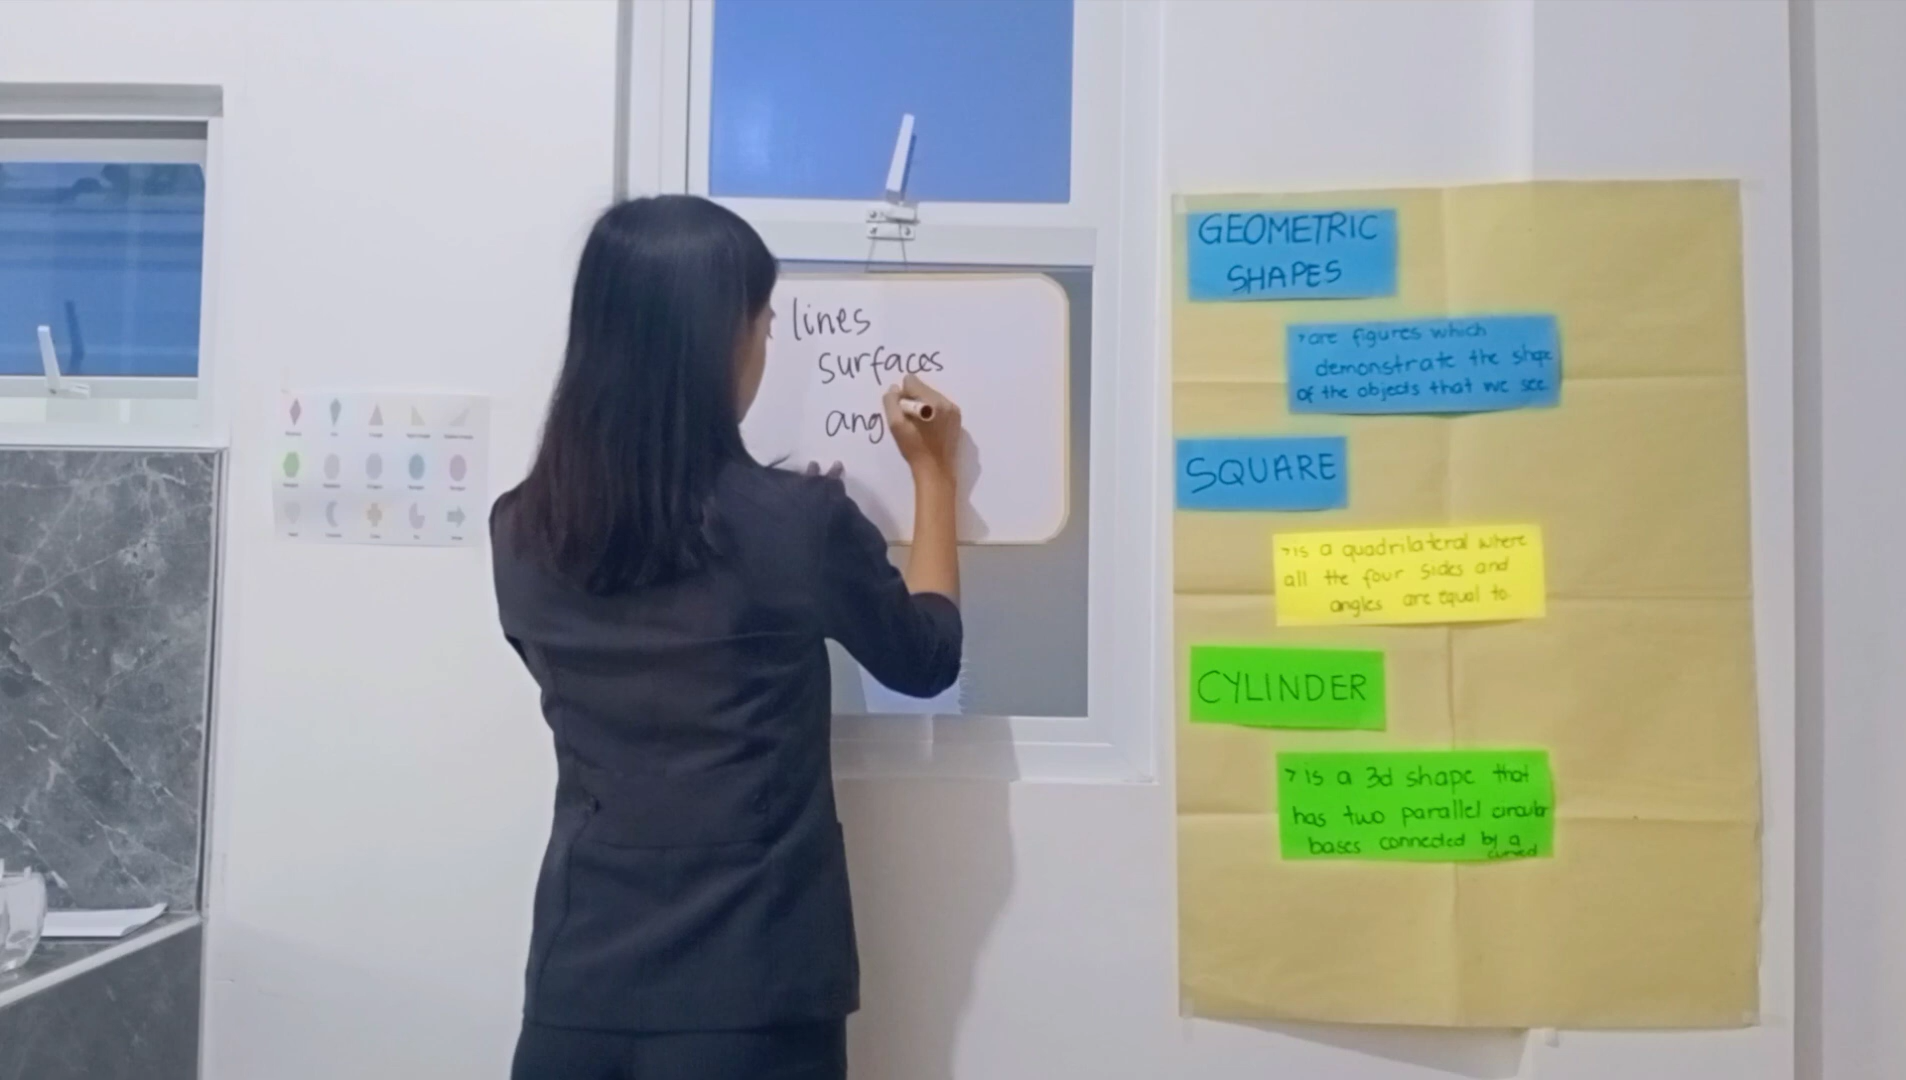 lines
surfaces
ang
GEOMETRIC
SHAPES
>are figures which
demonstrate the shape
of the objects that we see.
SQUARE
>is a quadrilateral where
all the four sides and
angles are equal to.
CYLINDER
> is a 3d shape that
has two parallel circular
bases connected by a
curved